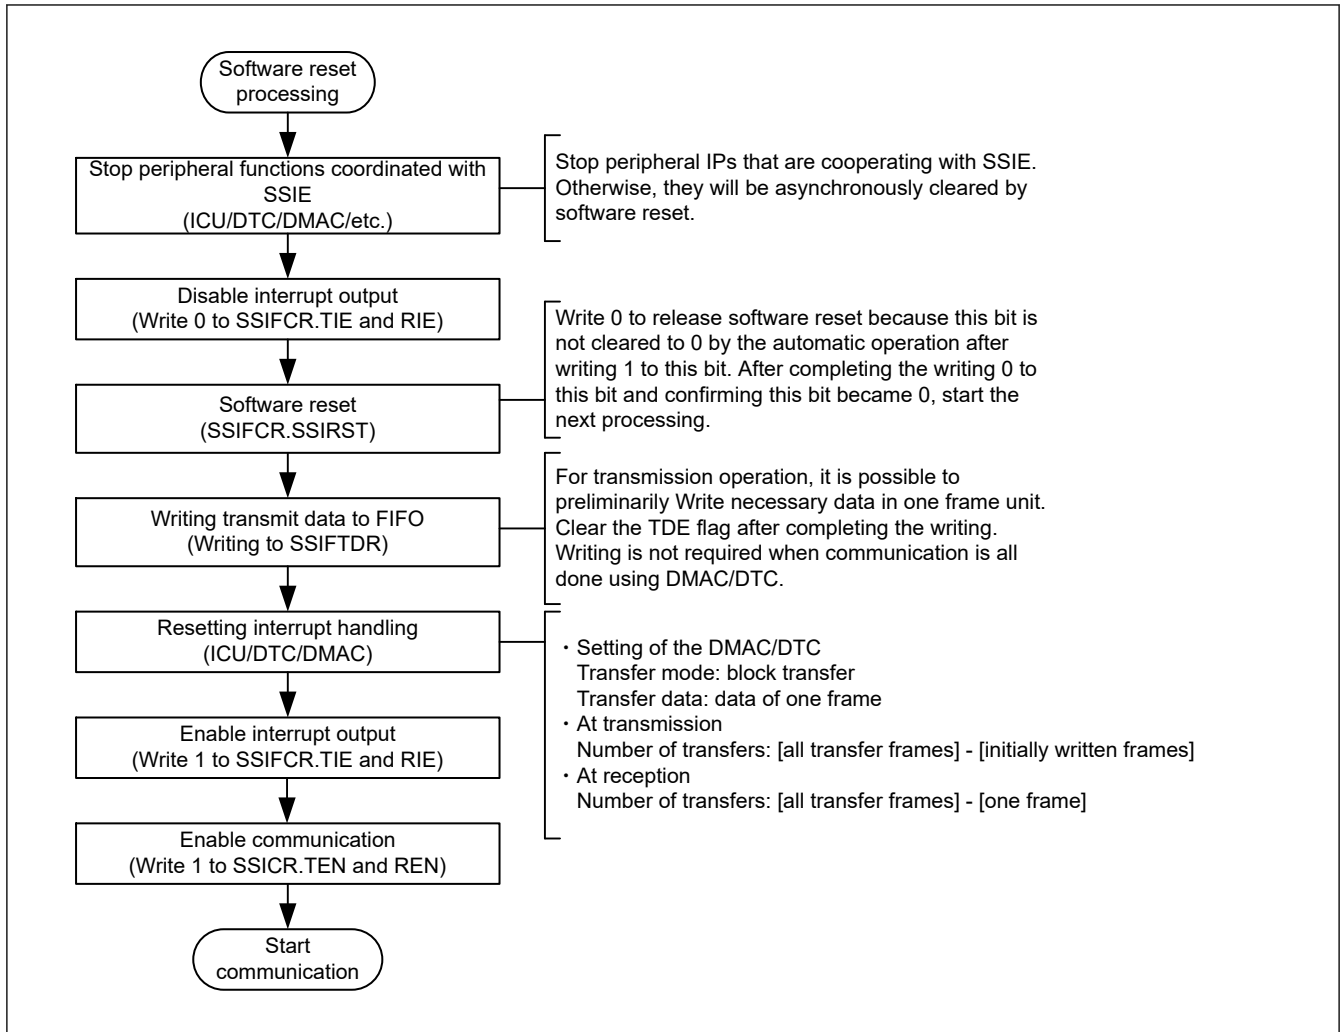 Software reset
processing
Stop peripheral functions coordinated with
SSIE
(ICU/DTC/DMAC/etc.)
Stop peripheral IPs that are cooperating with SSIE.
Otherwise, they will be asynchronously cleared by
software reset.
Disable interrupt output
(Write 0 to SSIFCR.TIE and RIE)
Software reset
(SSIFCR.SSIRST)
Write 0 to release software reset because this bit is
not cleared to 0 by the automatic operation after
writing 1 to this bit. After completing the writing 0 to
this bit and confirming this bit became 0, start the
next processing.
Writing transmit data to FIFO
(Writing to SSIFTDR)
For transmission operation, it is possible to
preliminarily Write necessary data in one frame unit.
Clear the TDE flag after completing the writing.
Writing is not required when communication is all
done using DMAC/DTC.
Resetting interrupt handling
(ICU/DTC/DMAC)
・Setting of the DMAC/DTC
Transfer mode: block transfer
Transfer data: data of one frame
・At transmission
Number of transfers: [all transfer frames] - [initially written frames]
・At reception
Number of transfers: [all transfer frames] - [one frame]
Enable interrupt output
(Write 1 to SSIFCR.TIE and RIE)
Enable communication
(Write 1 to SSICR.TEN and REN)
Start
communication